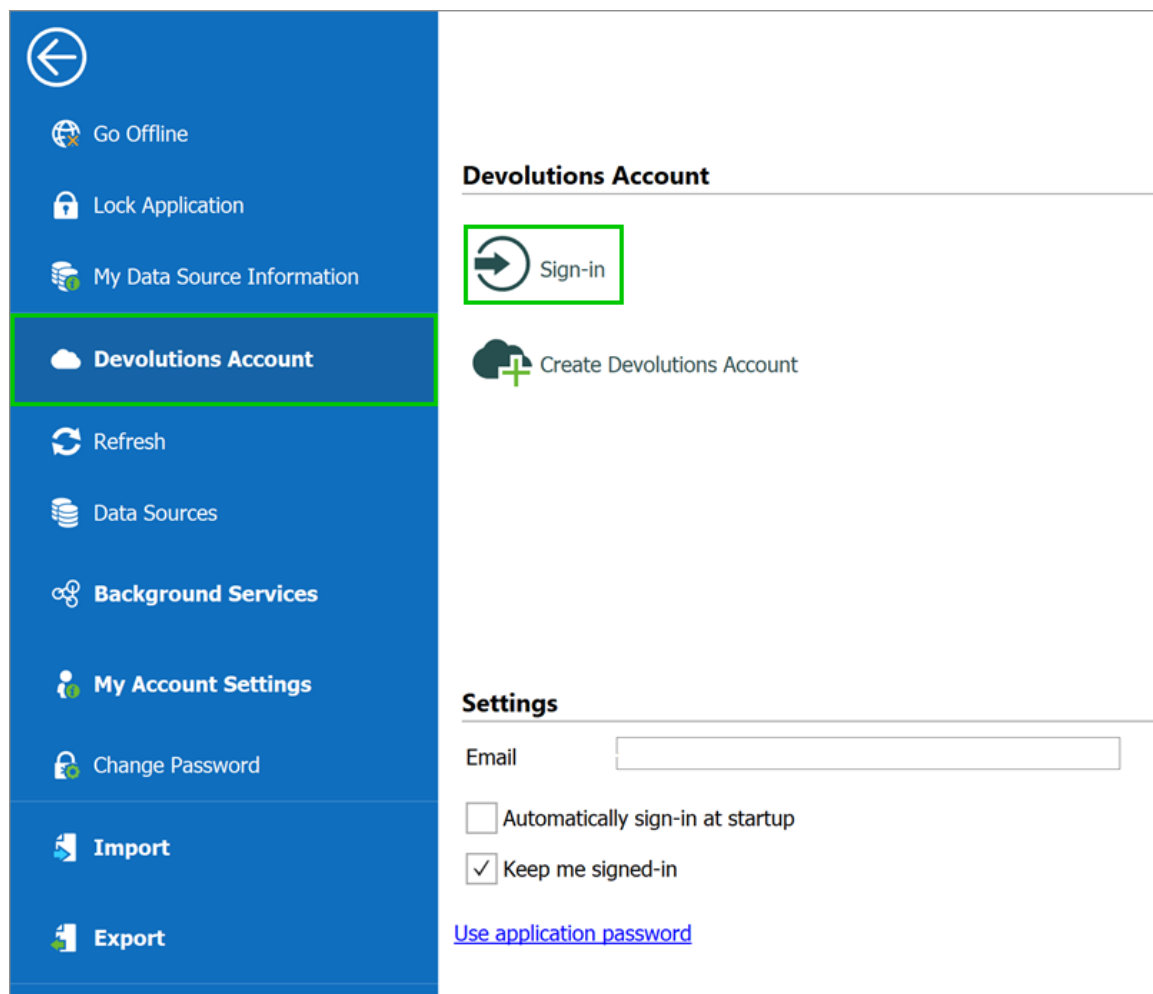 Go Offline
Lock Application
My Data Source Information
Devolutions Account
Refresh
Data Sources
Background Services
My Account Settings
Change Password
Import
Export
Devolutions Account
Sign-in
Create Devolutions Account
Settings
Email
Automatically sign-in at startup
Keep me signed-in
Use application password